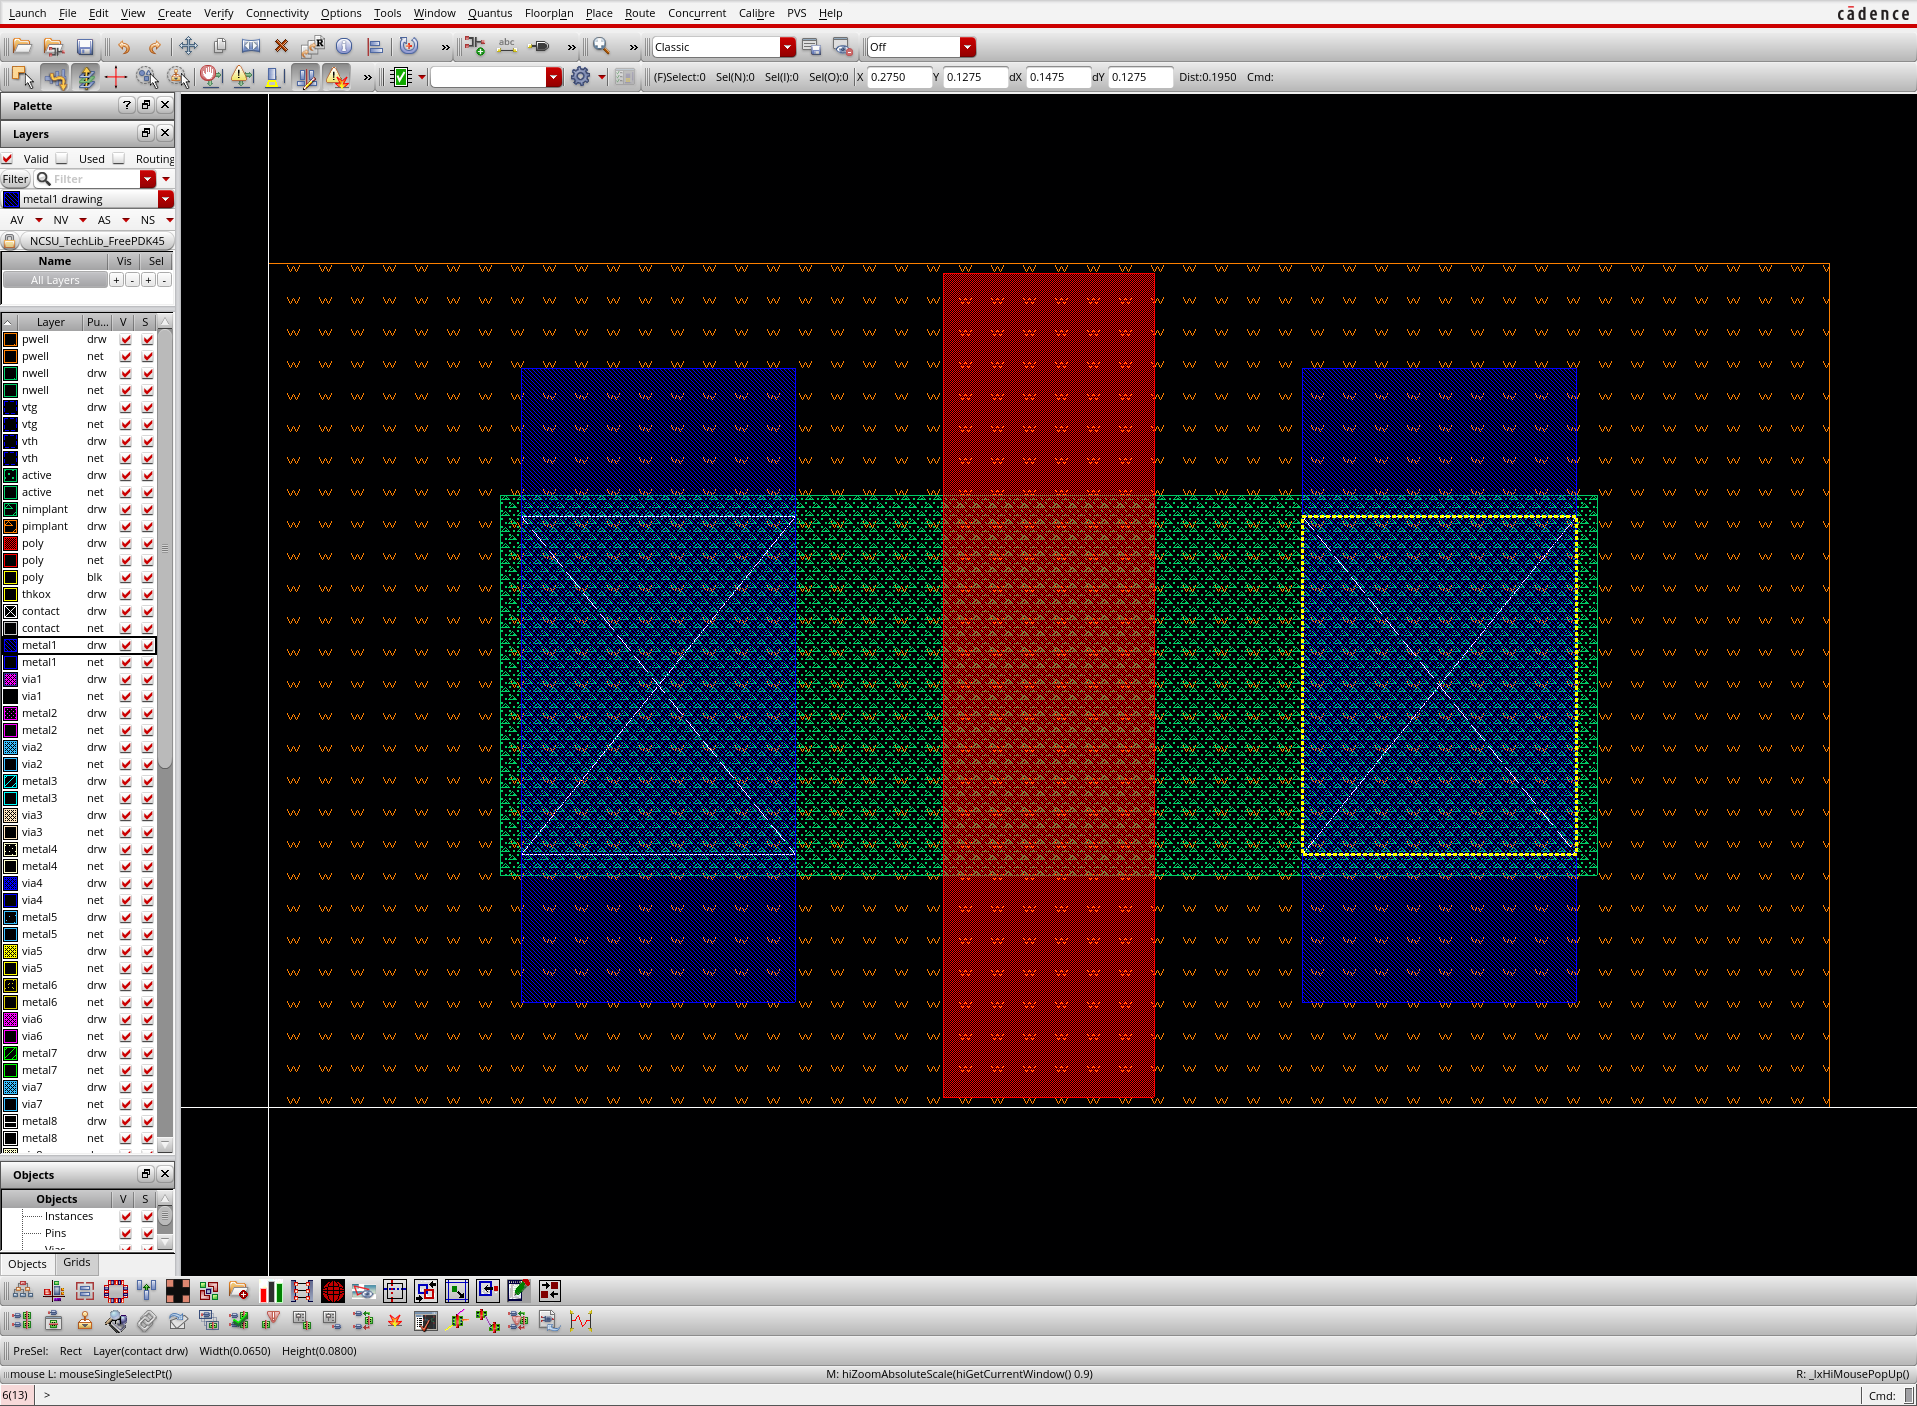 Launch File Edit View Create Verify Connectivity Options Tools Window Quantus Floorplan Place Route Concurrent Calibre PVS Help cādence
» abc » » Classic Off
» (F)Select:0 Sel(N):0 Sel(I):0 Sel(O):0 X 0.2750 Y 0.1275 dX 0.1475 dY 0.1275 Dist:0.1950 Cmd:
Palette ?
Layers
Valid Used Routing
Filter Filter
metal1 drawing
AV NV AS NS
NCSU_TechLib_FreePDK45
Name Vis Sel
All Layers + - + -
Layer Pu... V S
pwell drw
pwell net
nwell drw
nwell net
vtg drw
vtg net
vth drw
vth net
active drw
active net
nimplant drw
pimplant drw
poly drw
poly net
poly blk
thkox drw
contact drw
contact net
metal1 drw
metal1 net
via1 drw
via1 net
metal2 drw
metal2 net
via2 drw
via2 net
metal3 drw
metal3 net
via3 drw
via3 net
metal4 drw
metal4 net
via4 drw
via4 net
metal5 drw
metal5 net
via5 drw
via5 net
metal6 drw
metal6 net
via6 drw
via6 net
metal7 drw
metal7 net
via7 drw
via7 net
metal8 drw
metal8 net
Objects
Objects V S
Instances
Pins
Vias
Objects Grids
PreSel: Rect Layer(contact drw) Width(0.0650) Height(0.0800)
mouse L: mouseSingleSelectPt() M: hiZoomAbsoluteScale(hiGetCurrentWindow() 0.9) R: _lxHiMousePopUp()
6(13) > Cmd: